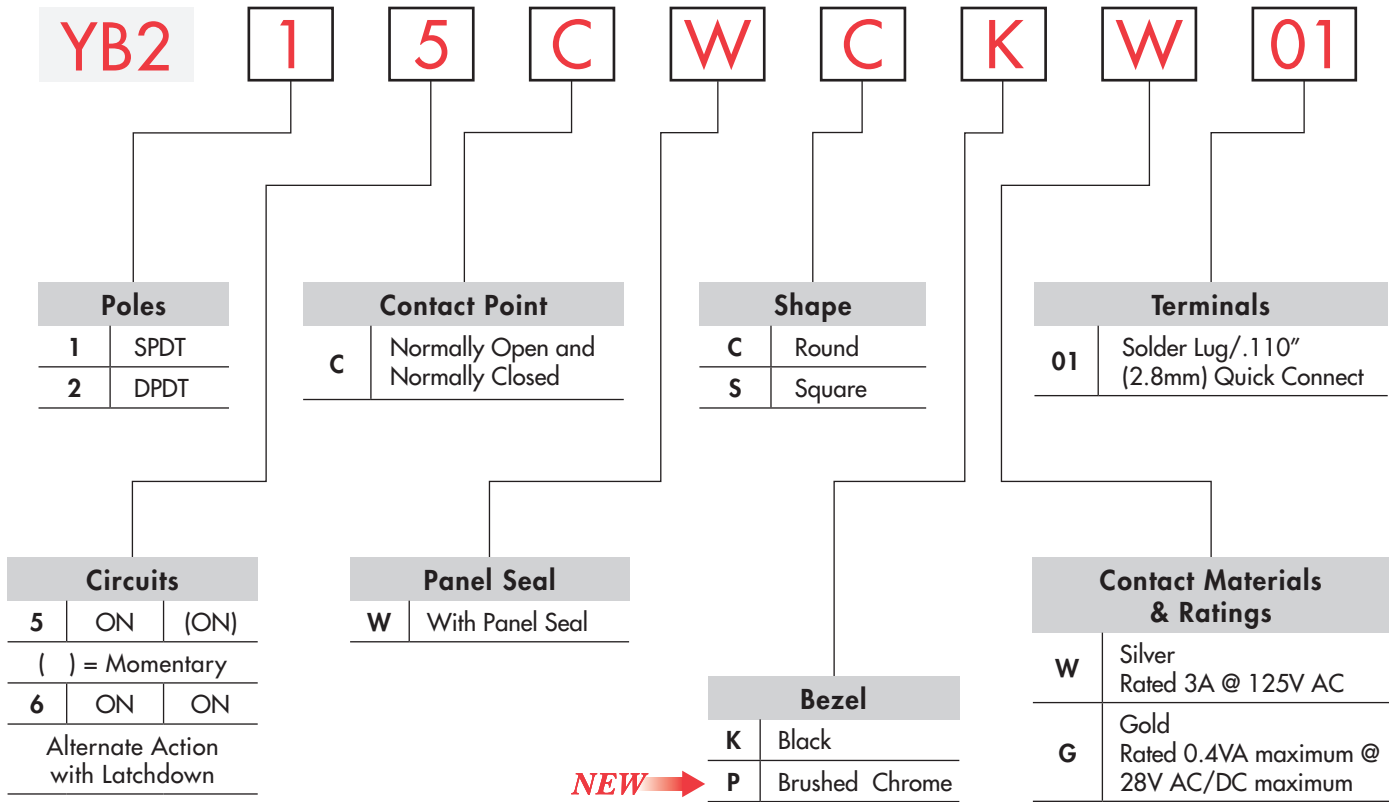 YB2 1 5 C W C K W 01
Poles
1 SPDT
2 DPDT
Contact Point
C Normally Open and
Normally Closed
Shape
C Round
S Square
Terminals
01 Solder Lug/.110”
(2.8mm) Quick Connect
Circuits
5 ON (ON)
( ) = Momentary
6 ON ON
Alternate Action
with Latchdown
Panel Seal
W With Panel Seal
Bezel
K Black
NEW P Brushed Chrome
Contact Materials
& Ratings
W Silver
Rated 3A @ 125V AC
G Gold
Rated 0.4VA maximum @
28V AC/DC maximum